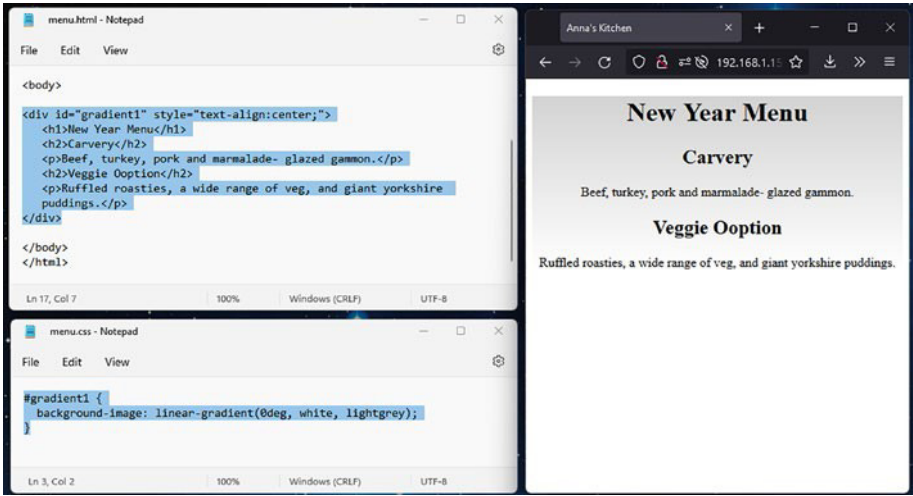 menu.html - Notepad
File Edit View
<body>
<div id="gradient1" style="text-align:center;">
<h1>New Year Menu</h1>
<h2>Carvery</h2>
<p>Beef, turkey, pork and marmalade- glazed gammon.</p>
<h2>Veggie Ooption</h2>
<p>Ruffled roasties, a wide range of veg, and giant yorkshire
puddings.</p>
</div>
</body>
</html>
Ln 17, Col 7 100% Windows (CRLF) UTF-8
menu.css - Notepad
File Edit View
#gradient1 {
background-image: linear-gradient(0deg, white, lightgrey);
}
Ln 3, Col 2 100% Windows (CRLF) UTF-8
Anna's Kitchen
192.168.1.15
New Year Menu
Carvery
Beef, turkey, pork and marmalade- glazed gammon.
Veggie Ooption
Ruffled roasties, a wide range of veg, and giant yorkshire puddings.